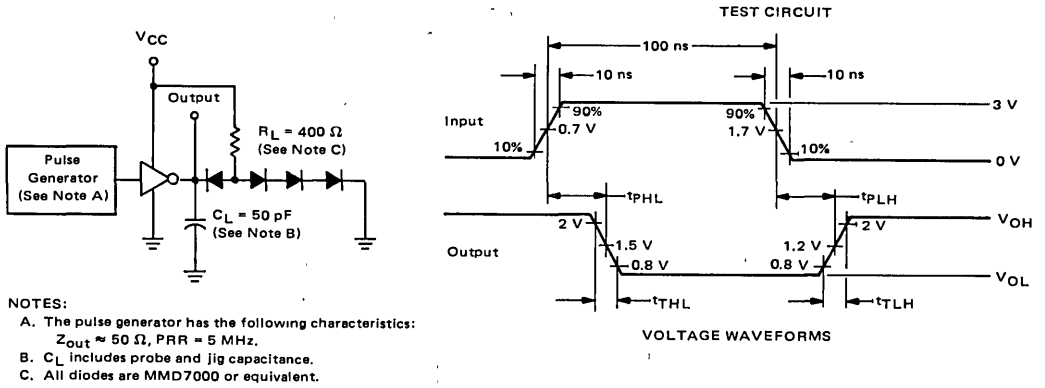 TEST CIRCUIT
VCC
Output
RL = 400 Ω
(See Note C)
Pulse
Generator
(See Note A)
CL = 50 pF
(See Note B)
100 ns
10 ns
10 ns
Input
90%
0.7 V
10%
90%
1.7 V
10%
3 V
0 V
tPHL
tPLH
Output
2 V
1.5 V
0.8 V
2 V
1.2 V
0.8 V
VOH
VOL
tTHL
tTLH
VOLTAGE WAVEFORMS
NOTES:
A. The pulse generator has the following characteristics:
Zout ≈ 50 Ω, PRR = 5 MHz.
B. CL includes probe and jig capacitance.
C. All diodes are MMD7000 or equivalent.